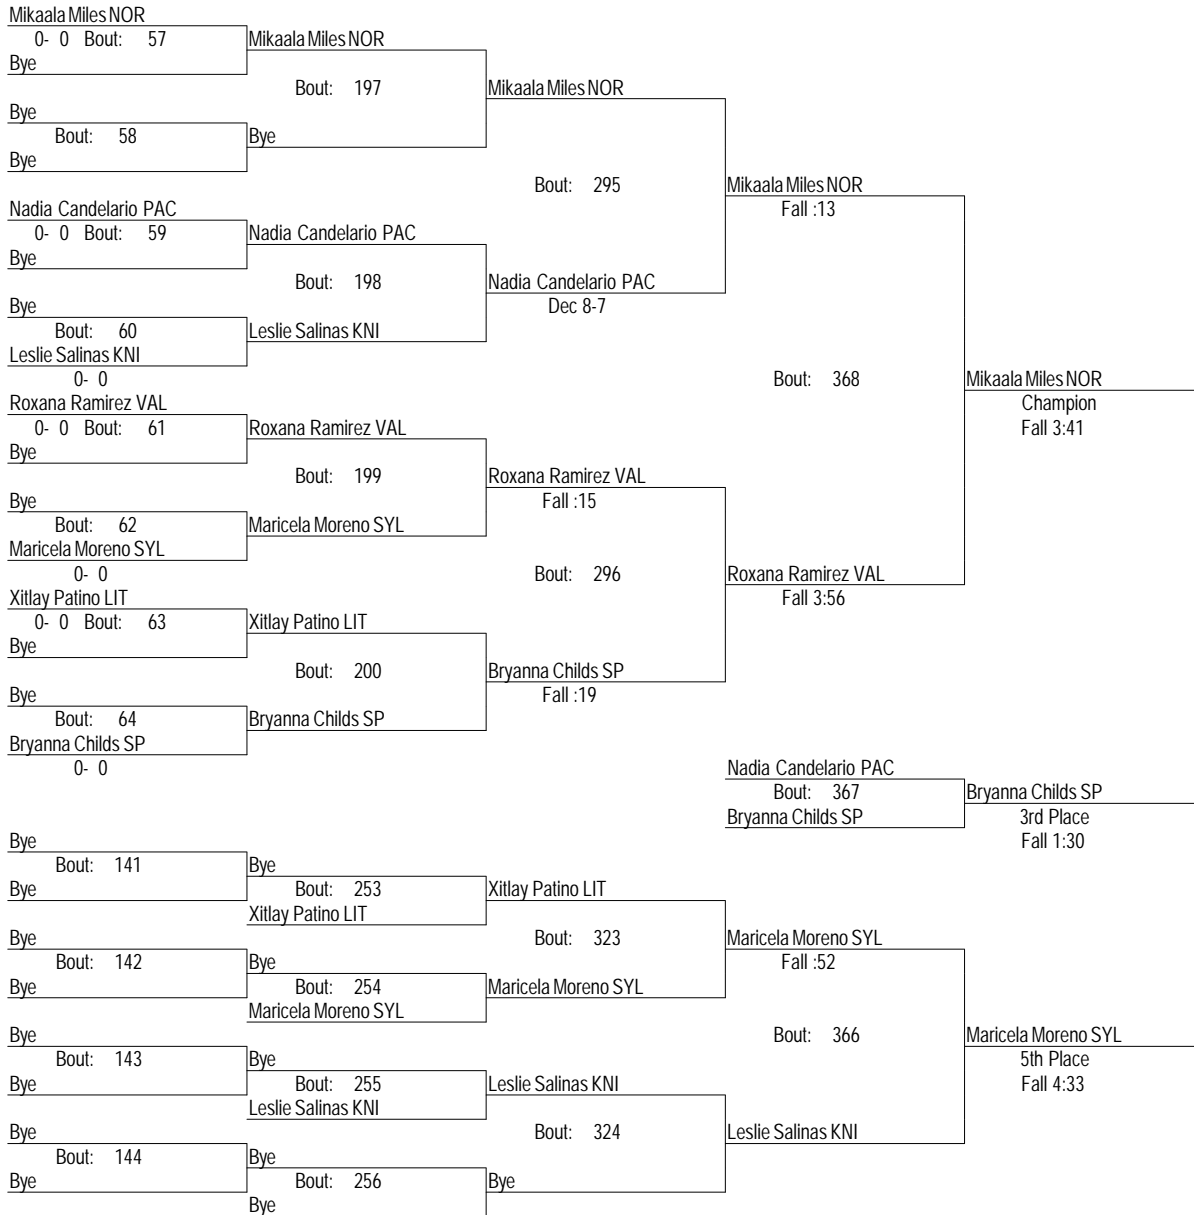 Mikaala Miles NOR
0- 0 Bout: 57 Mikaala Miles NOR
Bye
Bout: 197 Mikaala Miles NOR
Bye
Bout: 58 Bye
Bye
Bout: 295 Mikaala Miles NOR
Nadia Candelario PAC Fall :13
0- 0 Bout: 59 Nadia Candelario PAC
Bye
Bout: 198 Nadia Candelario PAC
Bye Dec 8-7
Bout: 60 Leslie Salinas KNI
Leslie Salinas KNI
0- 0 Bout: 368 Mikaala Miles NOR
Roxana Ramirez VAL Champion
0- 0 Bout: 61 Roxana Ramirez VAL Fall 3:41
Bye
Bout: 199 Roxana Ramirez VAL
Bye Fall :15
Bout: 62 Maricela Moreno SYL
Maricela Moreno SYL
0- 0 Bout: 296 Roxana Ramirez VAL
Xitlay Patino LIT Fall 3:56
0- 0 Bout: 63 Xitlay Patino LIT
Bye
Bout: 200 Bryanna Childs SP
Bye Fall :19
Bout: 64 Bryanna Childs SP
Bryanna Childs SP
0- 0 Nadia Candelario PAC
Bout: 367 Bryanna Childs SP
Bryanna Childs SP 3rd Place
Bye Fall 1:30
Bout: 141 Bye
Bye Bout: 253 Xitlay Patino LIT
Xitlay Patino LIT
Bye Bout: 323 Maricela Moreno SYL
Bout: 142 Bye Fall :52
Bye Bout: 254 Maricela Moreno SYL
Maricela Moreno SYL
Bye Bout: 366 Maricela Moreno SYL
Bout: 143 Bye 5th Place
Bye Bout: 255 Leslie Salinas KNI Fall 4:33
Leslie Salinas KNI
Bye Bout: 324 Leslie Salinas KNI
Bout: 144 Bye
Bye Bout: 256 Bye
Bye